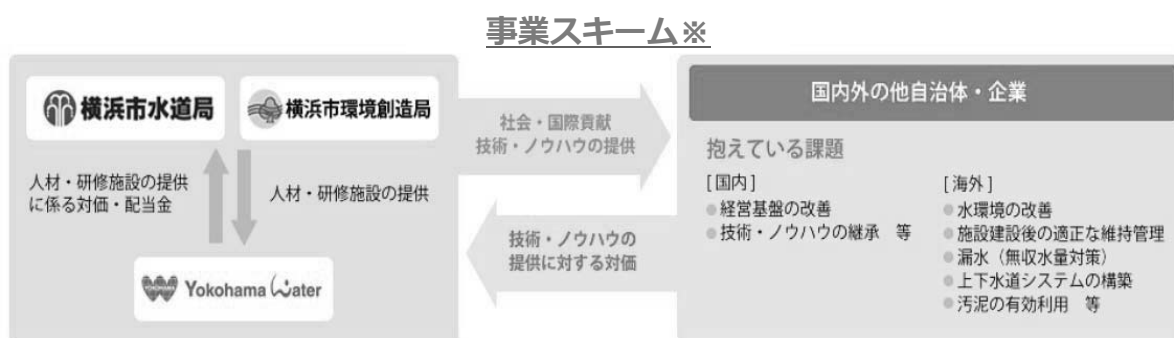 事業スキーム※
横浜市水道局
横浜市環境創造局
人材・研修施設の提供
に係る対価・配当金
人材・研修施設の提供
Yokohama Water
社会・国際貢献
技術・ノウハウの提供
技術・ノウハウの
提供に対する対価
国内外の他自治体・企業
抱えている課題
[国内]
●経営基盤の改善
●技術・ノウハウの継承　等
[海外]
●水環境の改善
●施設建設後の適正な維持管理
●漏水（無収水量対策）
●上下水道システムの構築
●汚泥の有効利用　等